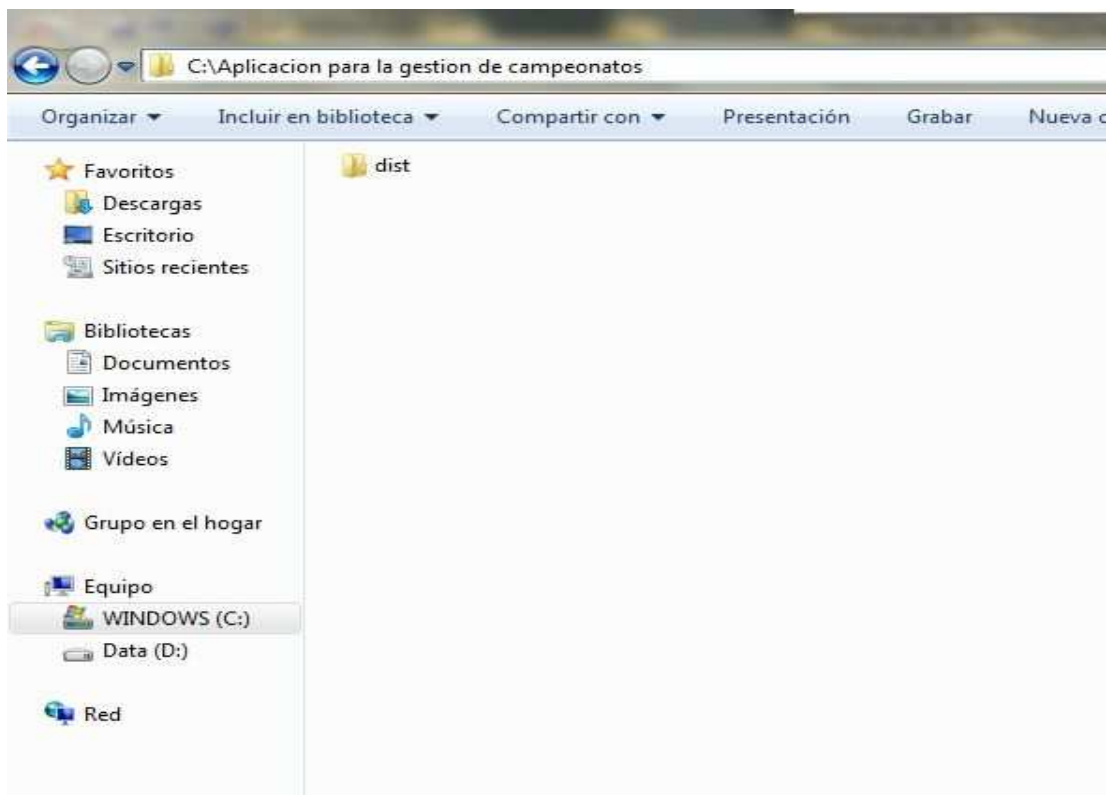 C:\Aplicacion para la gestion de campeonatos
Organizar Incluir en biblioteca Compartir con Presentación Grabar Nueva c
dist
Favoritos
Descargas
Escritorio
Sitios recientes
Bibliotecas
Documentos
Imágenes
Música
Vídeos
Grupo en el hogar
Equipo
WINDOWS (C:)
Data (D:)
Red